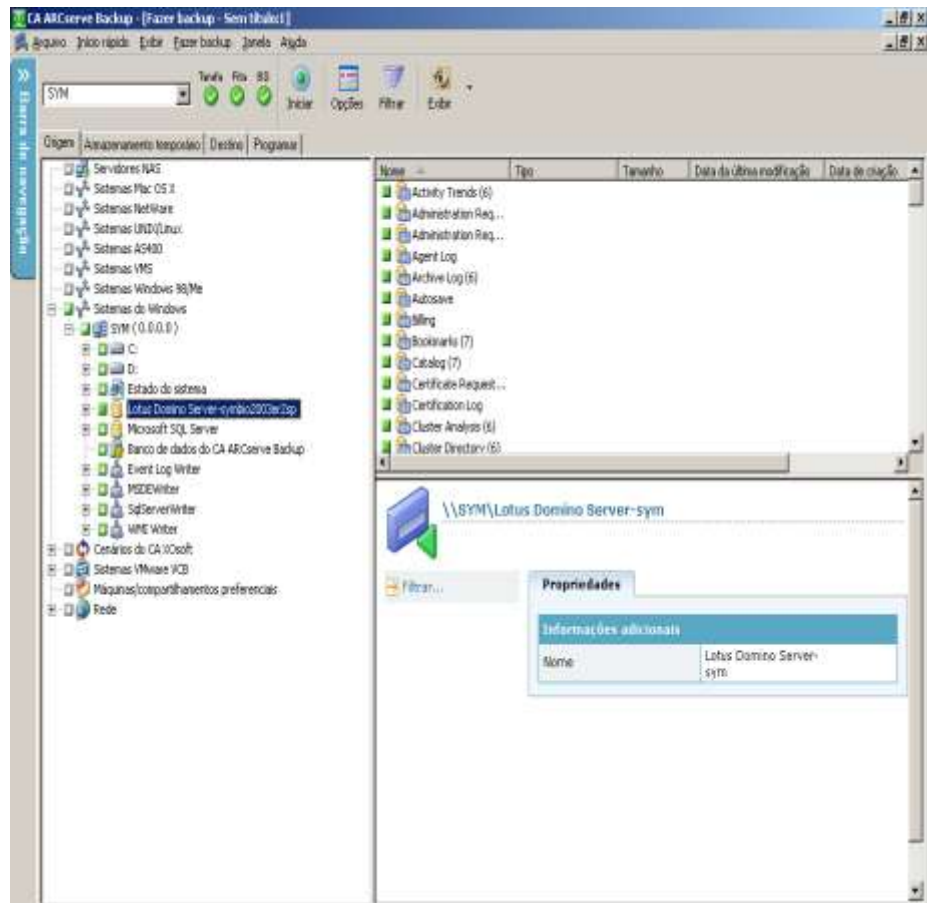 CA ARCserve Backup - [Fazer backup - Sem título1]
Arquivo Início rápido Exibir Fazer backup Janela Ajuda
SYM
Tarefa Fita BD
Iniciar Opções Filtrar Exibir
Barra de navegação
Origem Armazenamento temporário Destino Programar
Servidores NAS
Sistemas Mac OS X
Sistemas NetWare
Sistemas UNIX/Linux
Sistemas AS400
Sistemas VMS
Sistemas Windows 98/Me
Sistemas do Windows
SYM (0.0.0.0)
C:
D:
Estado do sistema
Lotus Domino Server-symbio2003er2sp
Microsoft SQL Server
Banco de dados do CA ARCserve Backup
Event Log Writer
MSDEWriter
SqlServerWriter
WMI Writer
Cenários do CA XOsoft
Sistemas VMware VCB
Máquinas/compartilhamentos preferenciais
Rede
Nome Tipo Tamanho Data da última modificação Data de criação
Activity Trends (6)
Administration Req...
Administration Req...
Agent Log
Archive Log (6)
Autosave
Billing
Bookmarks (7)
Catalog (7)
Certificate Request...
Certification Log
Cluster Analysis (6)
Cluster Directory (6)
\\SYM\Lotus Domino Server-sym
Filtrar...
Propriedades
Informações adicionais
Nome
Lotus Domino Server-
sym